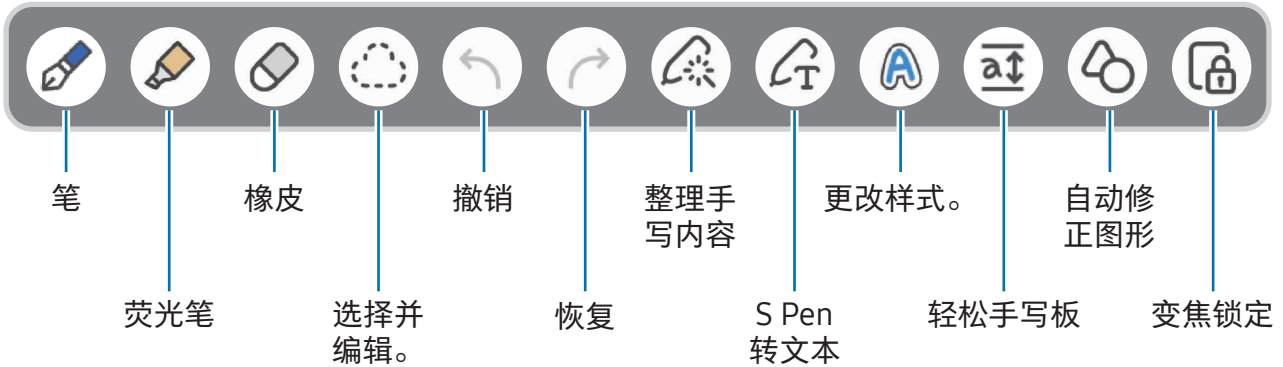 笔
橡皮
撤销
整理手
写内容
更改样式。
自动修
正图形
荧光笔
选择并
编辑。
恢复
S Pen
转文本
轻松手写板
变焦锁定